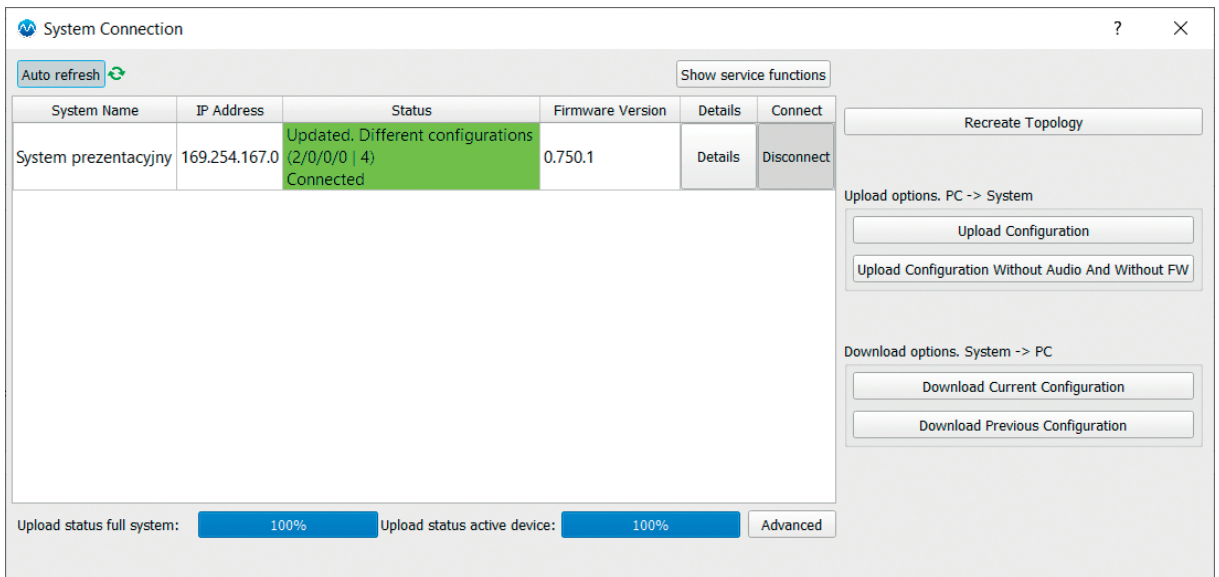 System Connection
?
Auto refresh
Show service functions
System Name IP Address Status Firmware Version Details Connect
System prezentacyjny 169.254.167.0 Updated. Different configurations
(2/0/0/0 | 4)
Connected
0.750.1 Details Disconnect
Recreate Topology
Upload options. PC -> System
Upload Configuration
Upload Configuration Without Audio And Without FW
Download options. System -> PC
Download Current Configuration
Download Previous Configuration
Upload status full system: 100% Upload status active device: 100% Advanced